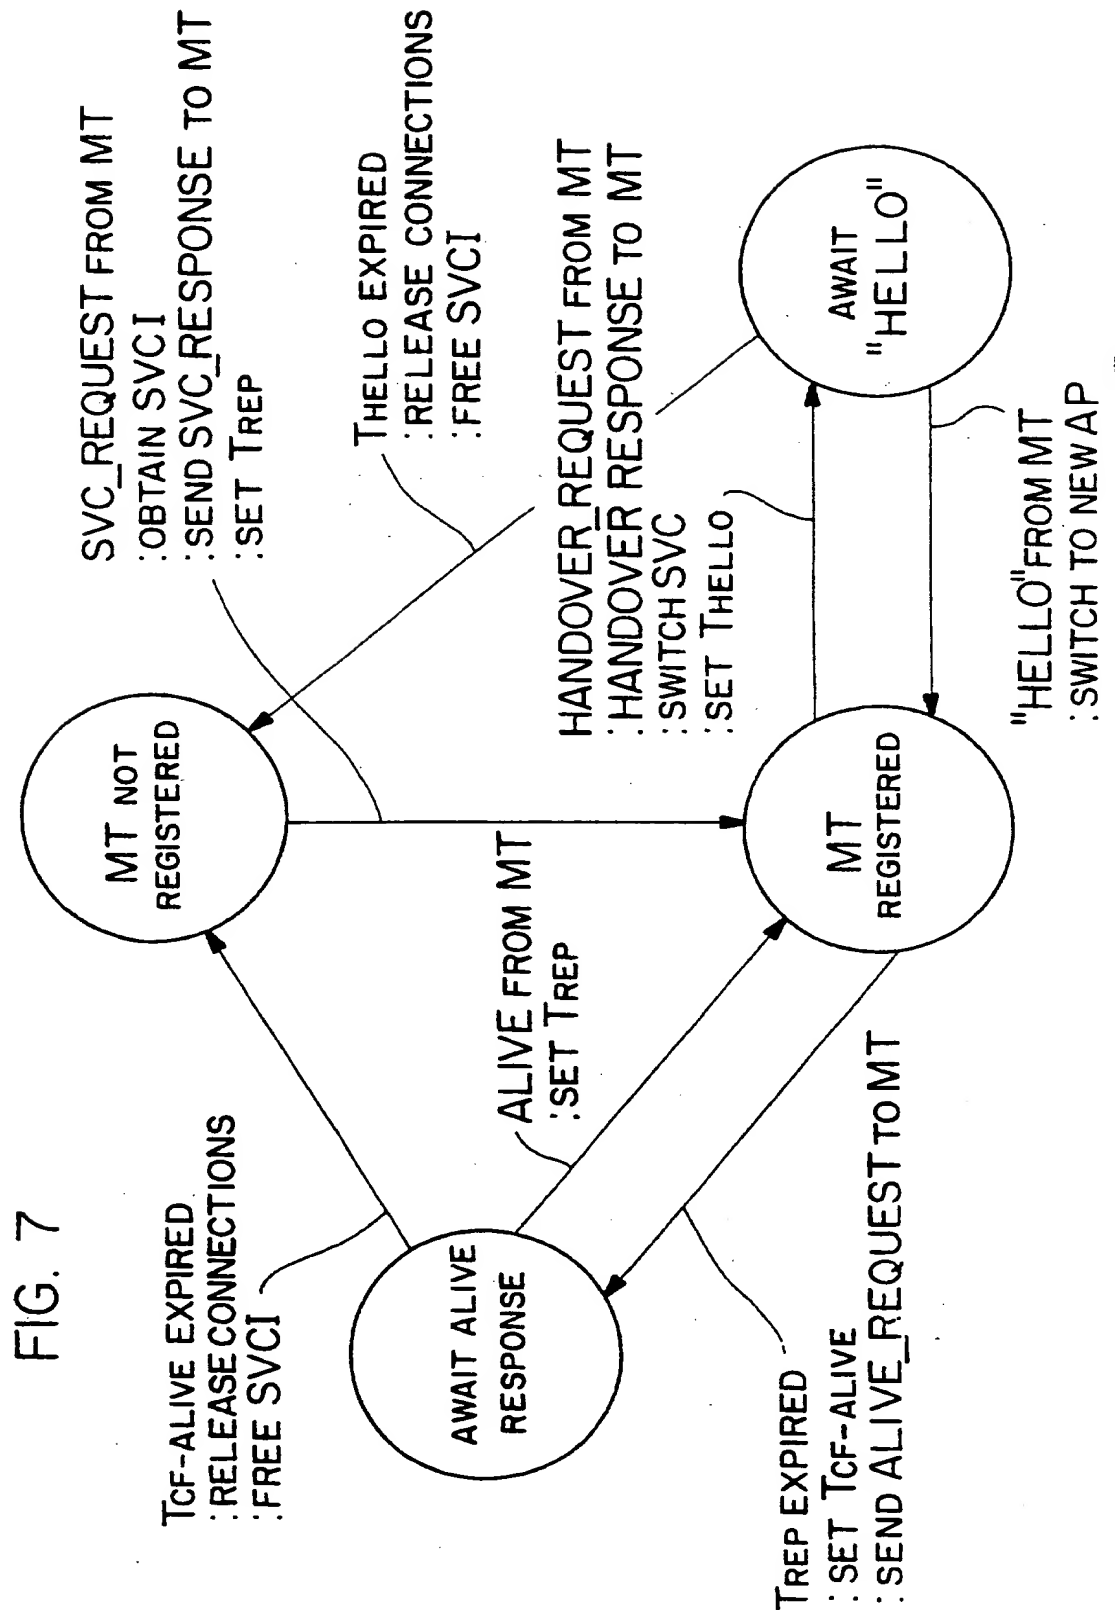 FIG. 7
SVC_REQUEST FROM MT
:OBTAIN SVCI
:SEND SVC_RESPONSE TO MT
:SET TREP
THELLO EXPIRED
:RELEASE CONNECTIONS
:FREE SVCI
TCF-ALIVE EXPIRED
:RELEASE CONNECTIONS
:FREE SVCI
MT NOT
REGISTERED
ALIVE FROM MT
:SET TREP
HANDOVER_REQUEST FROM MT
:HANDOVER RESPONSE TO MT
:SWITCH SVC
:SET THELLO
AWAIT ALIVE
RESPONSE
MT
REGISTERED
AWAIT
"HELLO"
TREP EXPIRED
:SET TCF-ALIVE
:SEND ALIVE_REQUEST TO MT
"HELLO" FROM MT
:SWITCH TO NEW AP